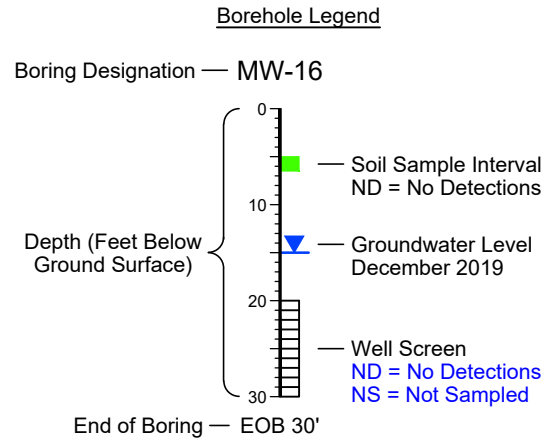 Borehole Legend
Boring Designation — MW-16
0
Soil Sample Interval
ND = No Detections
10
Depth (Feet Below
Ground Surface)
Groundwater Level
December 2019
20
Well Screen
ND = No Detections
NS = Not Sampled
30
End of Boring — EOB 30'